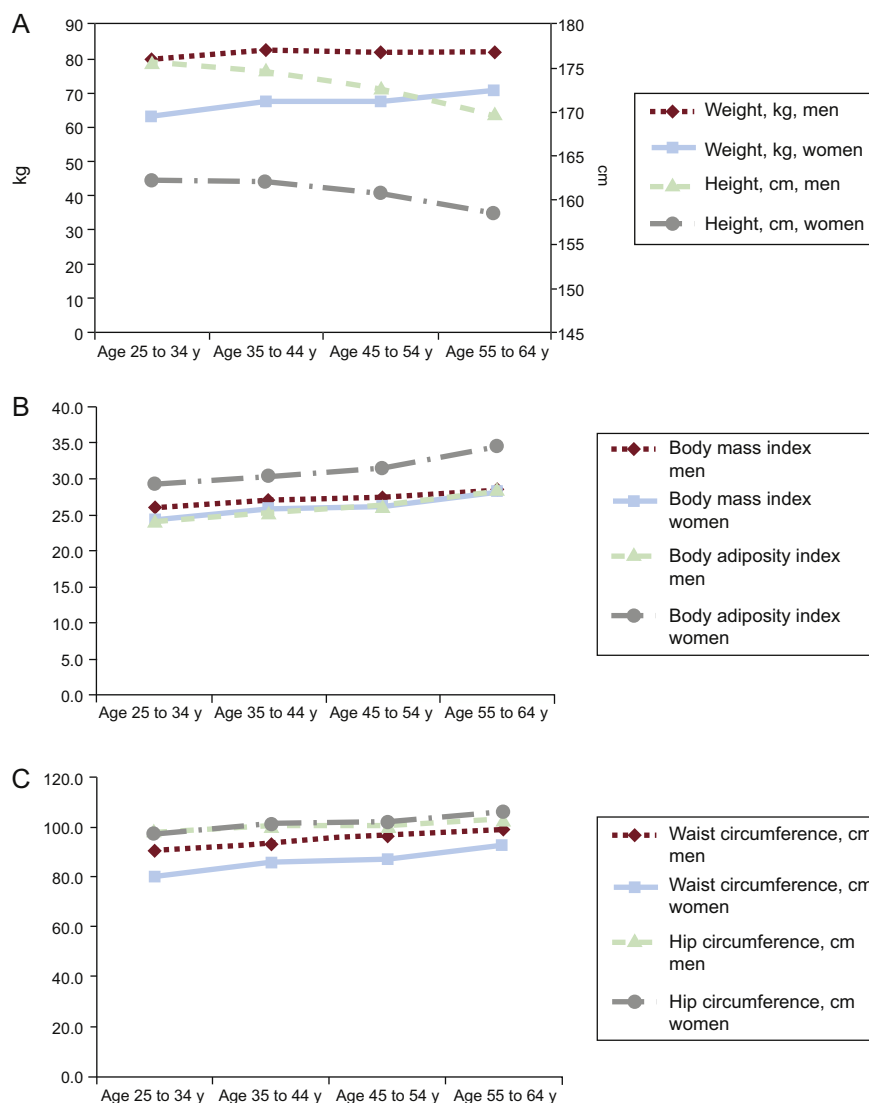 A
90
80
70
60
50
40
30
20
10
0
kg
180
175
170
165
160
155
150
145
cm
Age 25 to 34 y
Age 35 to 44 y
Age 45 to 54 y
Age 55 to 64 y
Weight, kg, men
Weight, kg, women
Height, cm, men
Height, cm, women
B
40.0
35.0
30.0
25.0
20.0
15.0
10.0
5.0
0.0
Age 25 to 34 y
Age 35 to 44 y
Age 45 to 54 y
Age 55 to 64 y
Body mass index
men
Body mass index
women
Body adiposity index
men
Body adiposity index
women
C
120.0
100.0
80.0
60.0
40.0
20.0
0.0
Age 25 to 34 y
Age 35 to 44 y
Age 45 to 54 y
Age 55 to 64 y
Waist circumference, cm
men
Waist circumference, cm
women
Hip circumference, cm
men
Hip circumference, cm
women